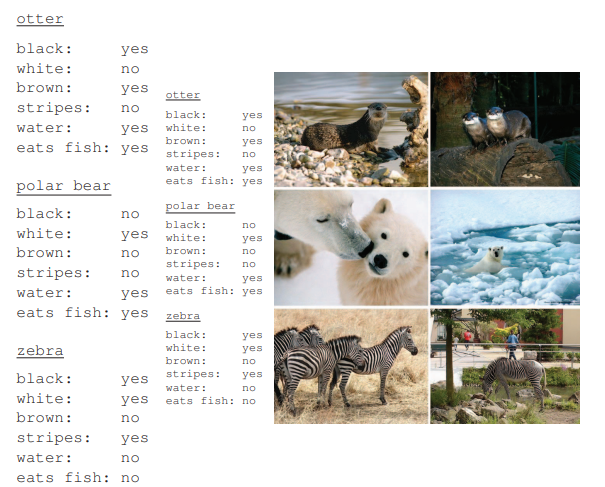 otter
black: yes
white: no
brown: yes
stripes: no
water: yes
eats fish: yes
polar bear
black: no
white: yes
brown: no
stripes: no
water: yes
eats fish: yes
zebra
black: yes
white: yes
brown: no
stripes: yes
water: no
eats fish: no
otter
black: yes
white: no
brown: yes
stripes: no
water: yes
eats fish: yes
polar bear
black: no
white: yes
brown: no
stripes: no
water: yes
eats fish: yes
zebra
black: yes
white: yes
brown: no
stripes: yes
water: no
eats fish: no